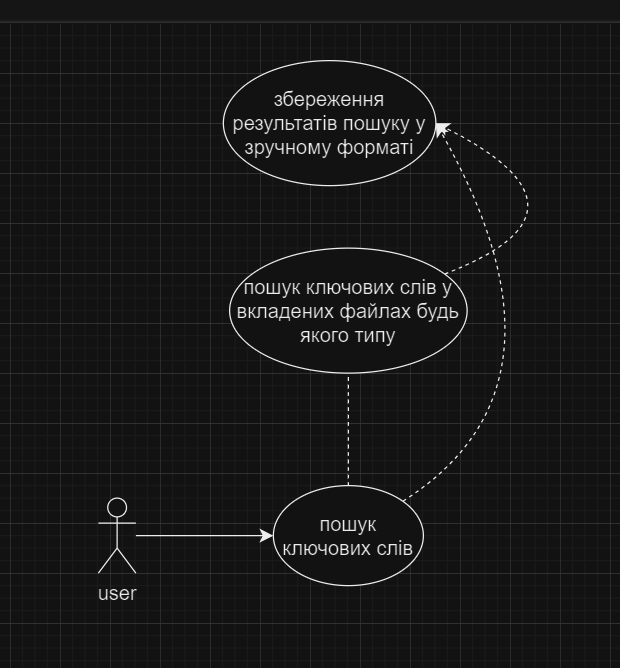 збереження
результатів пошуку у
зручному форматі
пошук ключових слів у
вкладених файлах будь
якого типу
пошук
ключових слів
user